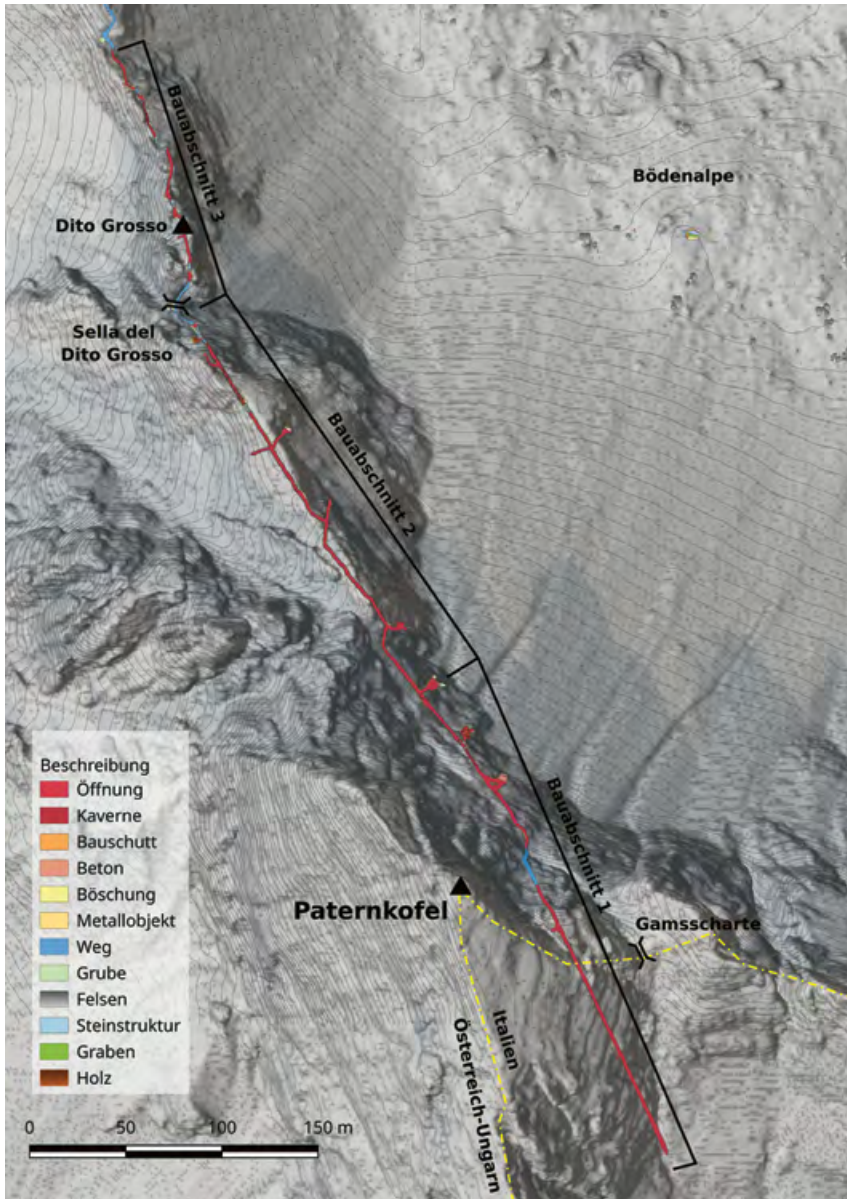 Bauabschnitt 3
Bödenalpe
Dito Grosso
Sella del
Dito Grosso
Bauabschnitt 2
Beschreibung
Öffnung
Kaverne
Bauschutt
Beton
Böschung
Metallobjekt
Weg
Grube
Felsen
Steinstruktur
Graben
Holz
Bauabschnitt 1
Paternkofel
Gamsscharte
Italien
Österreich-Ungarn
0 50 100 150 m